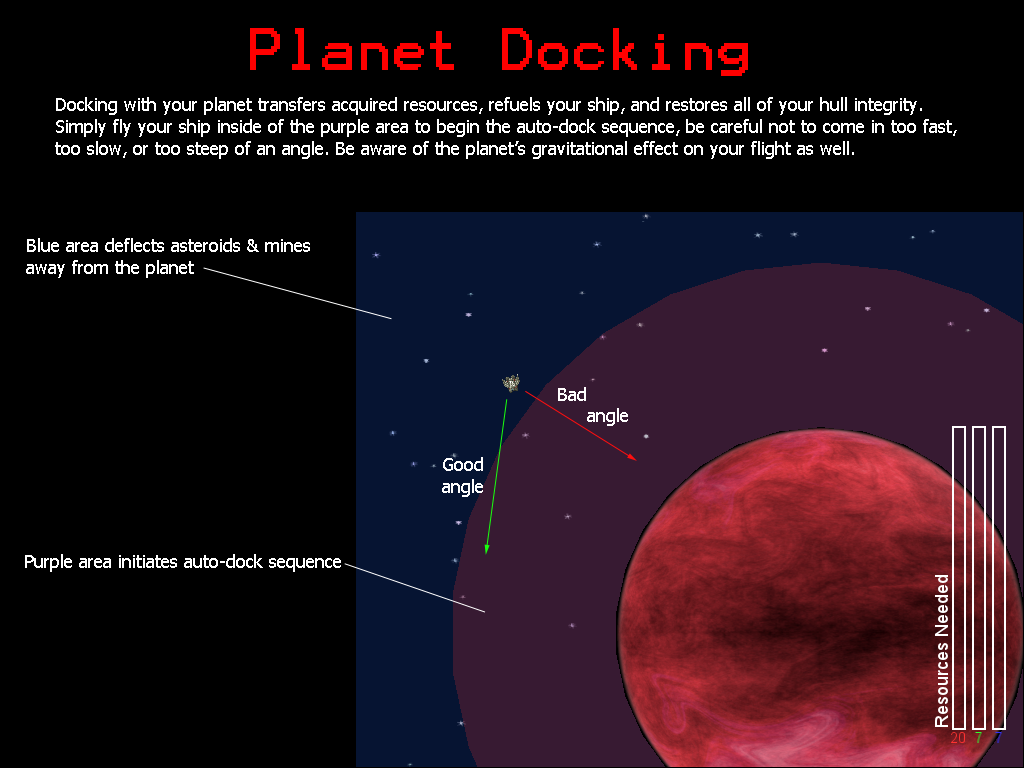 Planet Docking
Docking with your planet transfers acquired resources, refuels your ship, and restores all of your hull integrity.
Simply fly your ship inside of the purple area to begin the auto-dock sequence, be careful not to come in too fast,
too slow, or too steep of an angle. Be aware of the planet's gravitational effect on your flight as well.
Blue area deflects asteroids & mines
away from the planet
Bad
angle
Good
angle
Purple area initiates auto-dock sequence
Resources Needed
20 7 7